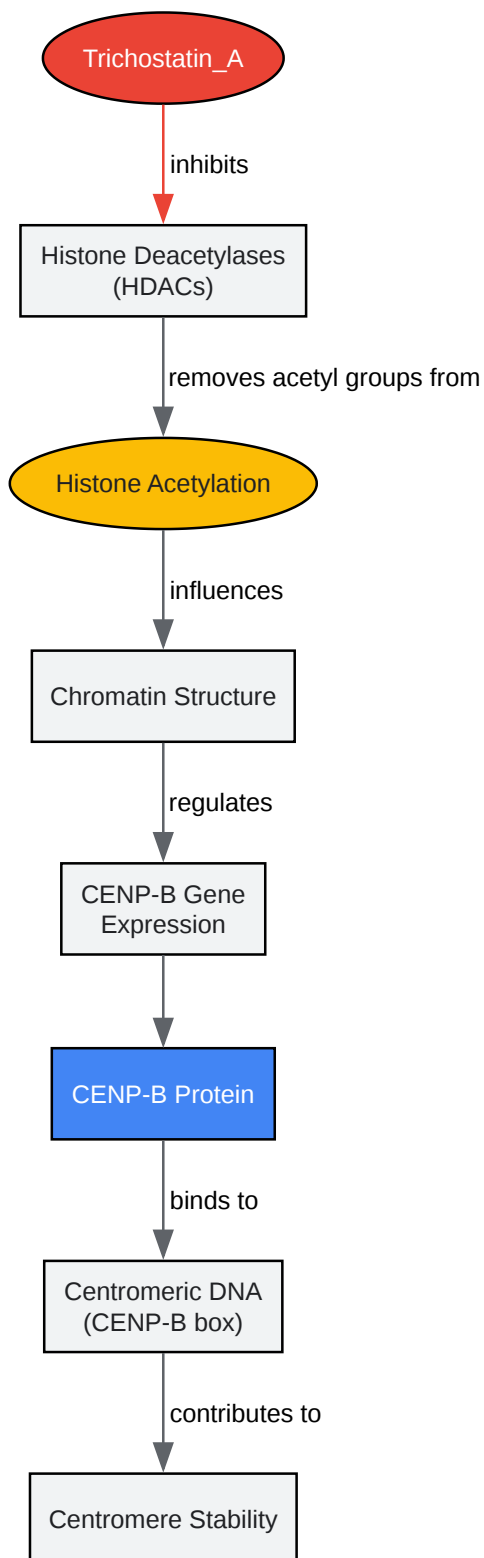 Trichostatin_A
inhibits
Histone Deacetylases
(HDACs)
removes acetyl groups from
Histone Acetylation
influences
Chromatin Structure
regulates
CENP-B Gene
Expression
CENP-B Protein
binds to
Centromeric DNA
(CENP-B box)
contributes to
Centromere Stability